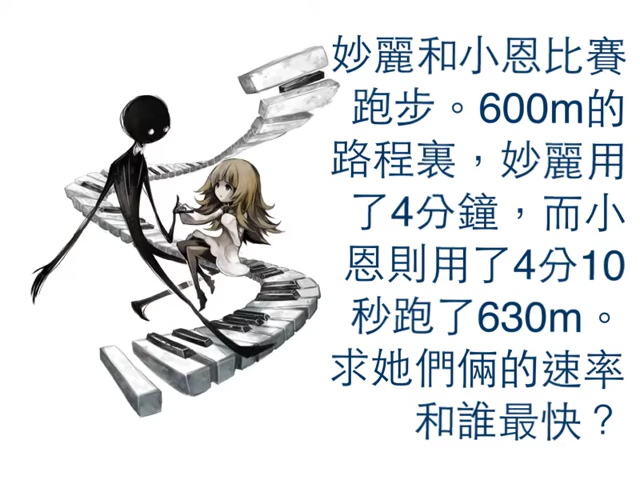 妙麗和小恩比賽
跑步。600m的
路程裏，妙麗用
了4分鐘，而小
恩則用了4分10
秒跑了630m。
求她們倆的速率
和誰最快？